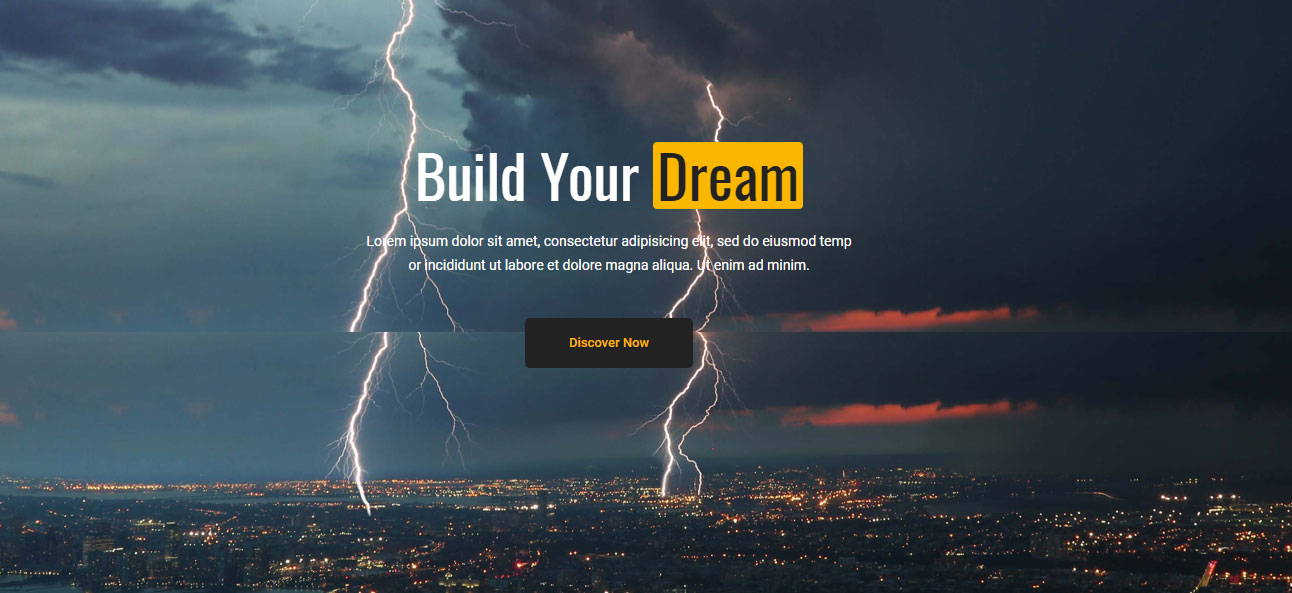 Build Your Dream
Lorem ipsum dolor sit amet, consectetur adipisicing elit, sed do eiusmod temp
or incididunt ut labore et dolore magna aliqua. Ut enim ad minim.
Discover Now